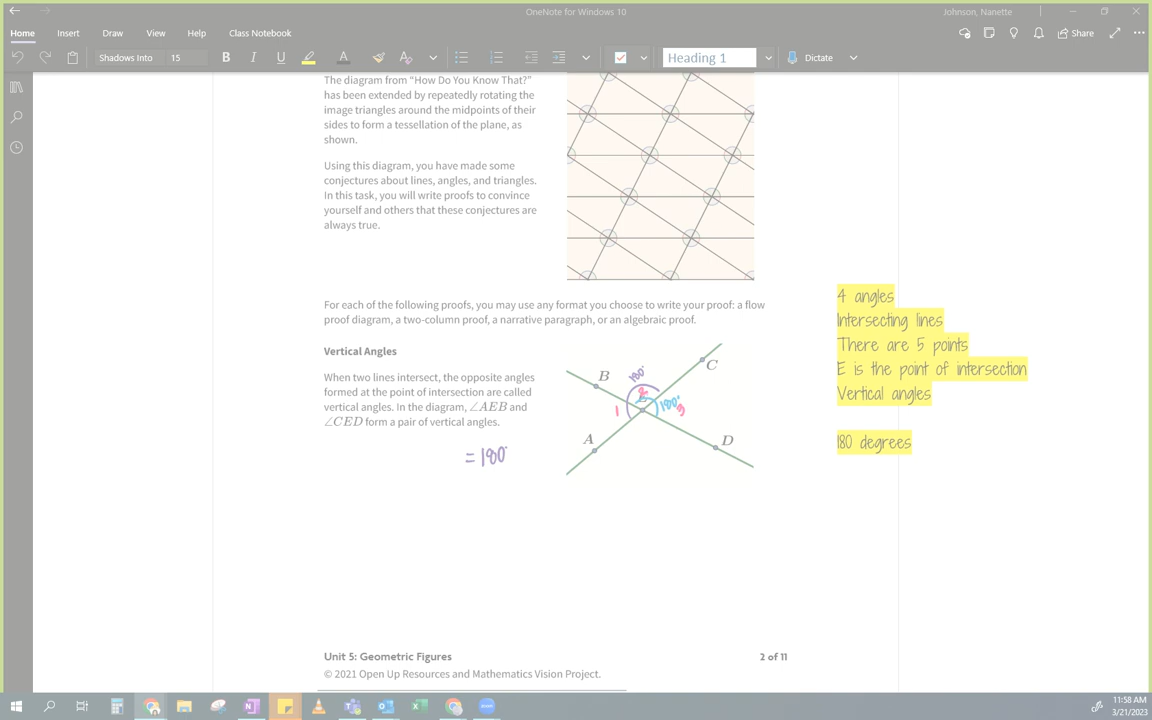 OneNote for Windows 10
Johnson, Nanette
Home Insert Draw View Help Class Notebook
Share
Shadows Into 15 B I U A Heading 1 Dictate
The diagram from “How Do You Know That?”
has been extended by repeatedly rotating the
image triangles around the midpoints of their
sides to form a tessellation of the plane, as
shown.
Using this diagram, you have made some
conjectures about lines, angles, and triangles.
In this task, you will write proofs to convince
yourself and others that these conjectures are
always true.
For each of the following proofs, you may use any format you choose to write your proof: a flow
proof diagram, a two-column proof, a narrative paragraph, or an algebraic proof.
Vertical Angles
When two lines intersect, the opposite angles
formed at the point of intersection are called
vertical angles. In the diagram, ∠AEB and
∠CED form a pair of vertical angles.
= 180°
B
180°
C
2
E
1
180°
3
A
D
4 angles
Intersecting lines
There are 5 points
E is the point of intersection
Vertical angles
180 degrees
Unit 5: Geometric Figures
2 of 11
© 2021 Open Up Resources and Mathematics Vision Project.
11:58 AM
3/21/2023